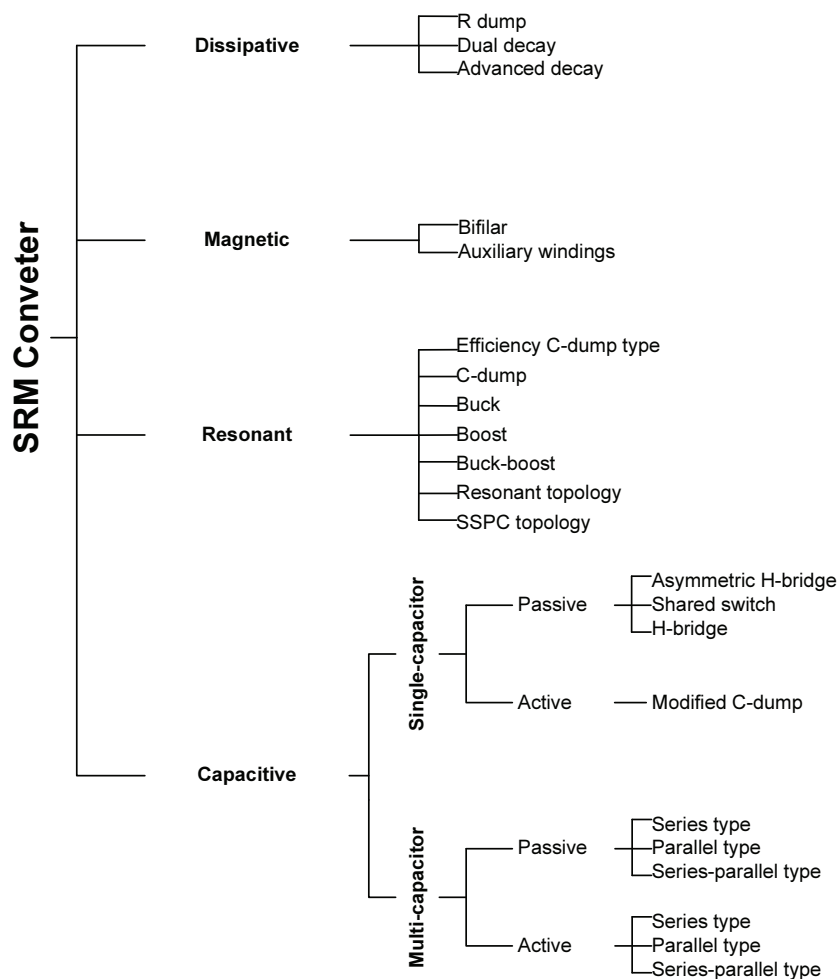 SRM Conveter
Dissipative
R dump
Dual decay
Advanced decay
Magnetic
Bifilar
Auxiliary windings
Resonant
Efficiency C-dump type
C-dump
Buck
Boost
Buck-boost
Resonant topology
SSPC topology
Capacitive
Single-capacitor
Passive
Asymmetric H-bridge
Shared switch
H-bridge
Active
Modified C-dump
Multi-capacitor
Passive
Series type
Parallel type
Series-parallel type
Active
Series type
Parallel type
Series-parallel type